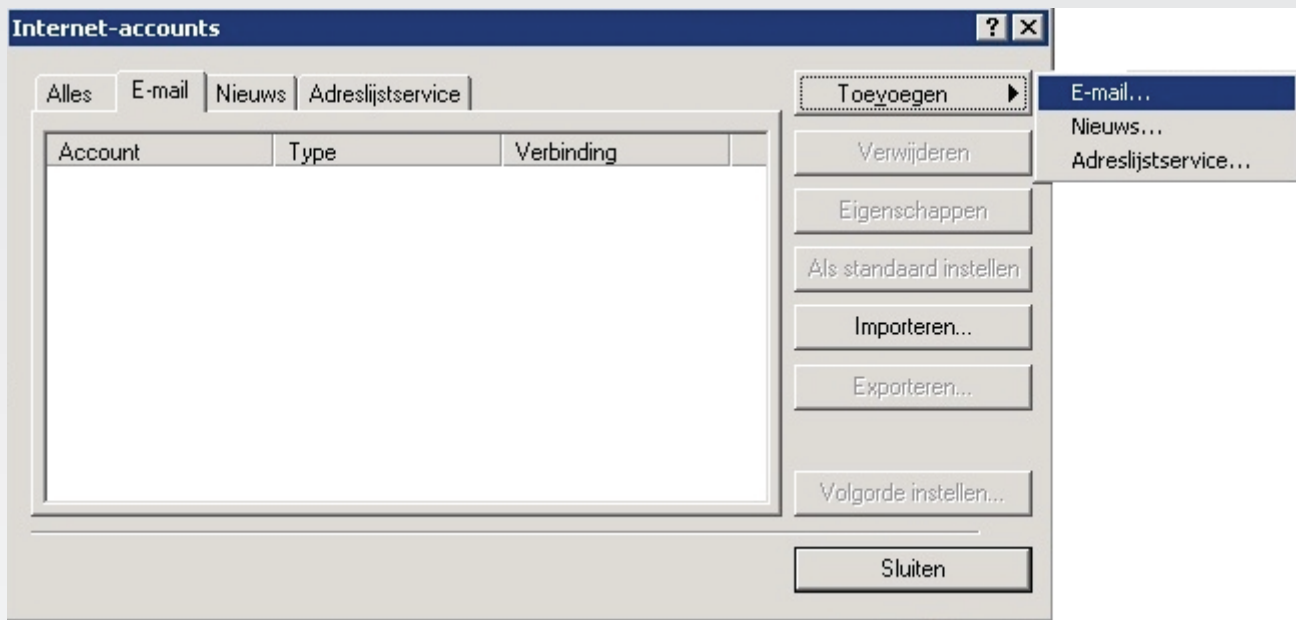 Internet-accounts
Alles E-mail Nieuws Adreslijstservice
Account Type Verbinding
Toevoegen
Verwijderen
Eigenschappen
Als standaard instellen
Importeren...
Exporteren...
Volgorde instellen...
Sluiten
E-mail...
Nieuws...
Adreslijstservice...